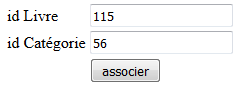 id Livre 115
id Catégorie 56
associer